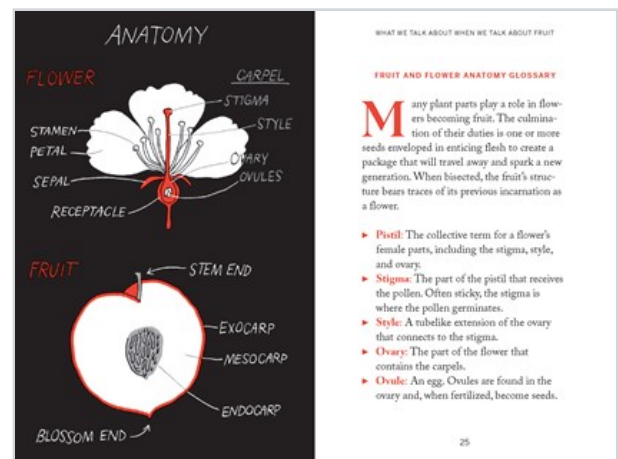 ANATOMY
FLOWER
CARPEL
STIGMA
STYLE
STAMEN
PETAL
OVARY
OVULES
SEPAL
RECEPTACLE
FRUIT
STEM END
EXOCARP
MESOCARP
ENDOCARP
BLOSSOM END
WHAT WE TALK ABOUT WHEN WE TALK ABOUT FRUIT
FRUIT AND FLOWER ANATOMY GLOSSARY
Many plant parts play a role in flow-
ers becoming fruit. The culmina-
tion of their duties is one or more
seeds enveloped in enticing flesh to create a
package that will travel away and spark a new
generation. When bisected, the fruit's struc-
ture bears traces of its previous incarnation as
a flower.
► Pistil: The collective term for a flower's
female parts, including the stigma, style,
and ovary.
► Stigma: The part of the pistil that receives
the pollen. Often sticky, the stigma is
where the pollen germinates.
► Style: A tubelike extension of the ovary
that connects to the stigma.
► Ovary: The part of the flower that
contains the carpels.
► Ovule: An egg. Ovules are found in the
ovary and, when fertilized, become seeds.
25